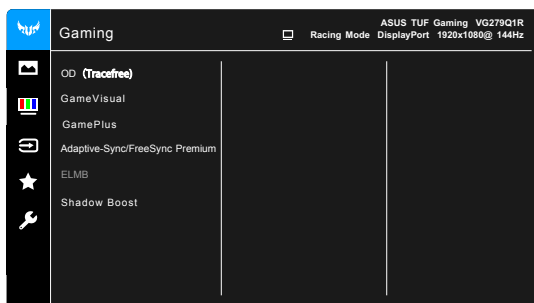 Gaming
ASUS TUF Gaming VG279Q1R
Racing Mode DisplayPort 1920x1080@ 144Hz
OD (Tracefree)
GameVisual
GamePlus
Adaptive-Sync/FreeSync Premium
ELMB
Shadow Boost